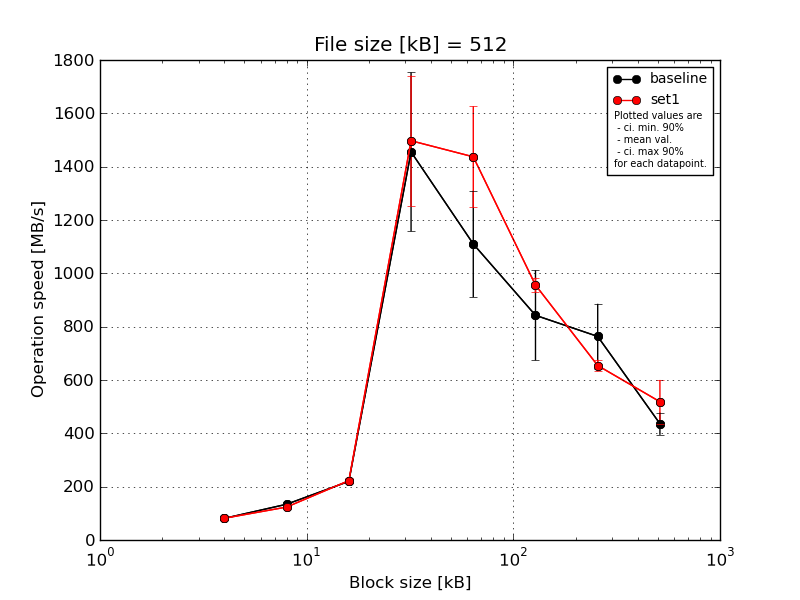 File size [kB] = 512
1800
1600
1400
1200
1000
800
600
400
200
0
Operation speed [MB/s]
baseline
set1
Plotted values are
- ci. min. 90%
- mean val.
- ci. max 90%
for each datapoint.
10^0 10^1 10^2 10^3
Block size [kB]